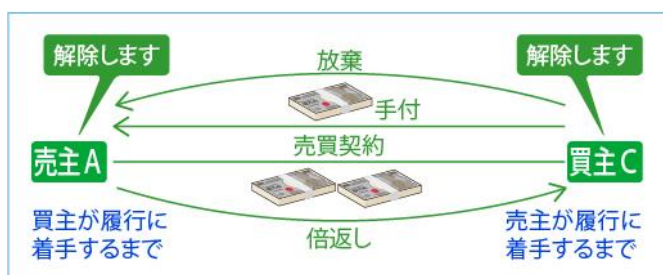 解除します
放棄
解除します
手付
売買契約
売主A
買主C
買主が履行に
着手するまで
倍返し
売主が履行に
着手するまで